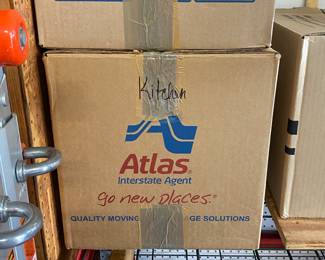 Kitchen
Atlas®
Interstate Agent
go new places.®
QUALITY MOVING
GE SOLUTIONS